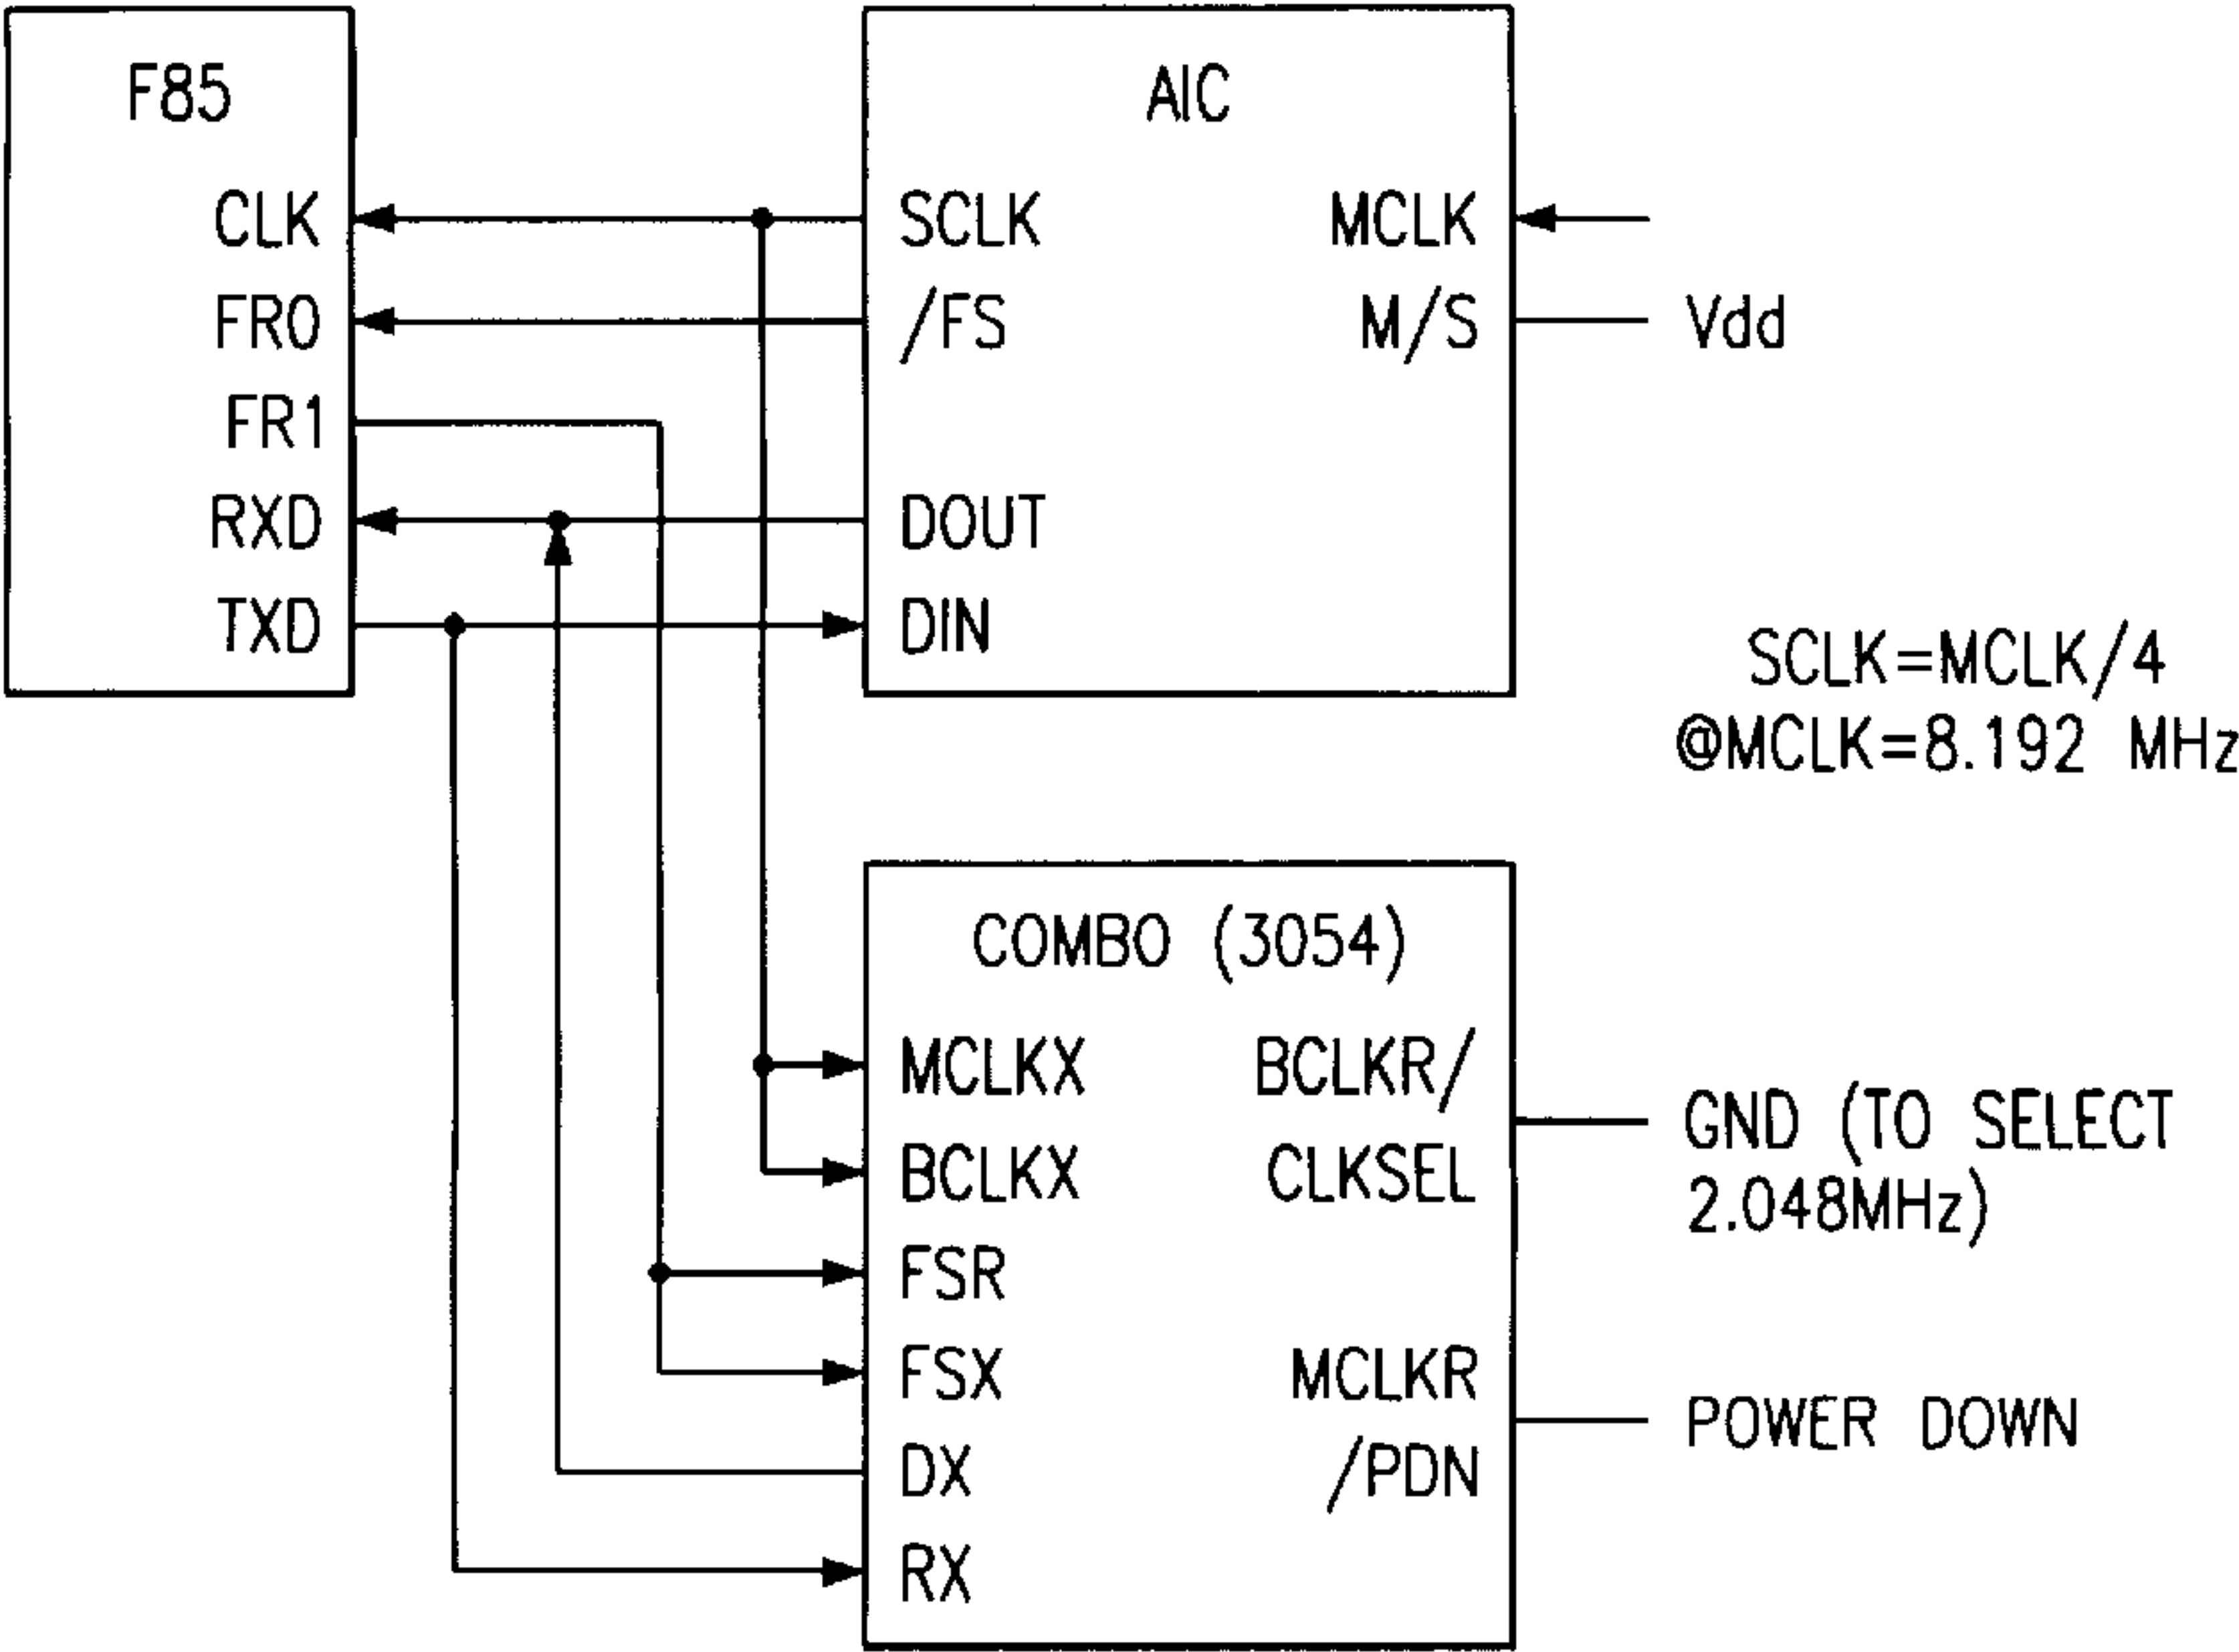 F85
CLK
FR0
FR1
RXD
TXD
AIC
SCLK
/FS
DOUT
DIN
MCLK
M/S
Vdd
SCLK=MCLK/4
@MCLK=8.192 MHz
COMBO (3054)
MCLKX
BCLKX
FSR
FSX
DX
RX
BCLKR/
CLKSEL
MCLKR
/PDN
GND (TO SELECT
2.048MHz)
POWER DOWN